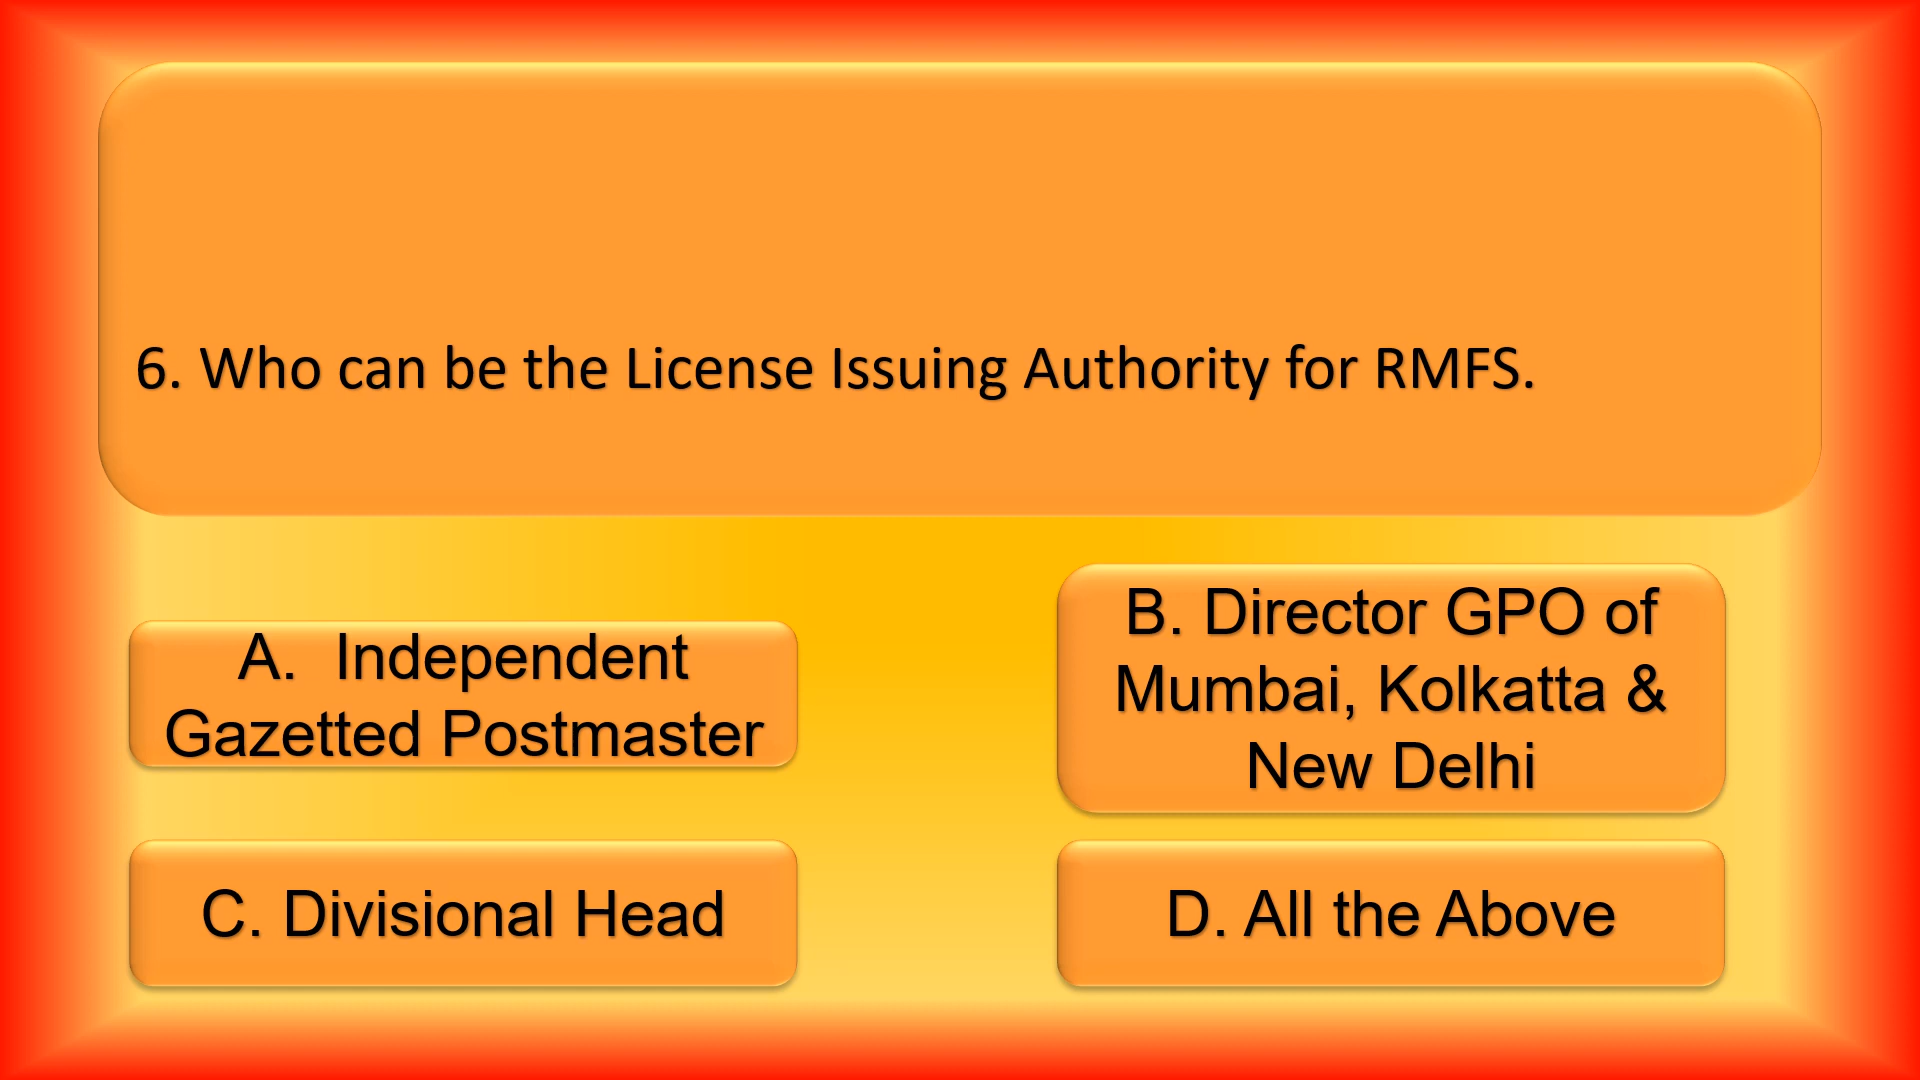 6. Who can be the License Issuing Authority for RMFS.
A.  Independent
Gazetted Postmaster
B. Director GPO of
Mumbai, Kolkatta &
New Delhi
C. Divisional Head
D. All the Above